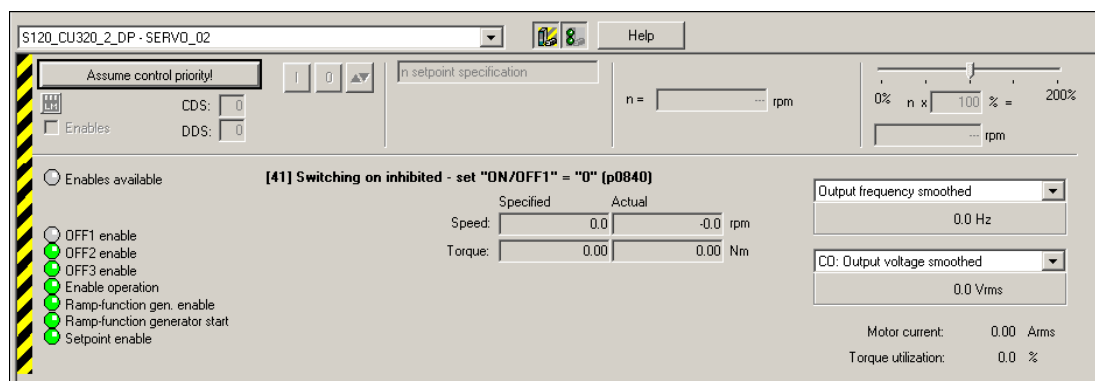 S120_CU320_2_DP - SERVO_02
Help
Assume control priority!
I 0
n setpoint specification
CDS: 0
Enables
DDS: 0
n = --- rpm
0% n x 100 % = 200%
--- rpm
Enables available
[41] Switching on inhibited - set "ON/OFF1" = "0" (p0840)
Specified Actual
Speed: 0.0 -0.0 rpm
Torque: 0.00 0.00 Nm
OFF1 enable
OFF2 enable
OFF3 enable
Enable operation
Ramp-function gen. enable
Ramp-function generator start
Setpoint enable
Output frequency smoothed
0.0 Hz
CO: Output voltage smoothed
0.0 Vrms
Motor current: 0.00 Arms
Torque utilization: 0.0 %